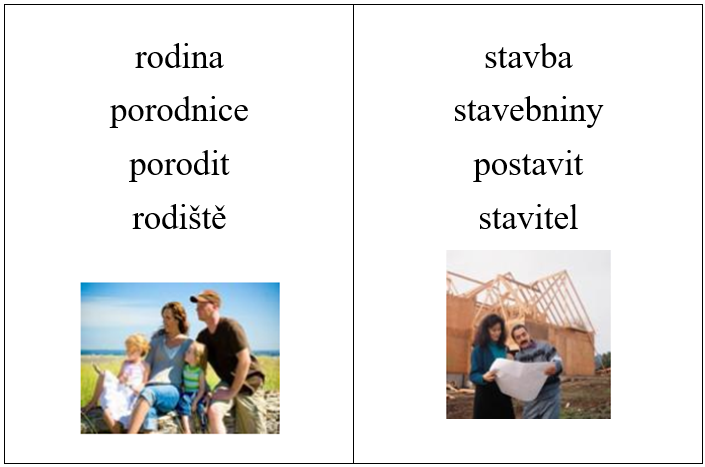 rodina
porodnice
porodit
rodiště
stavba
stavebniny
postavit
stavitel